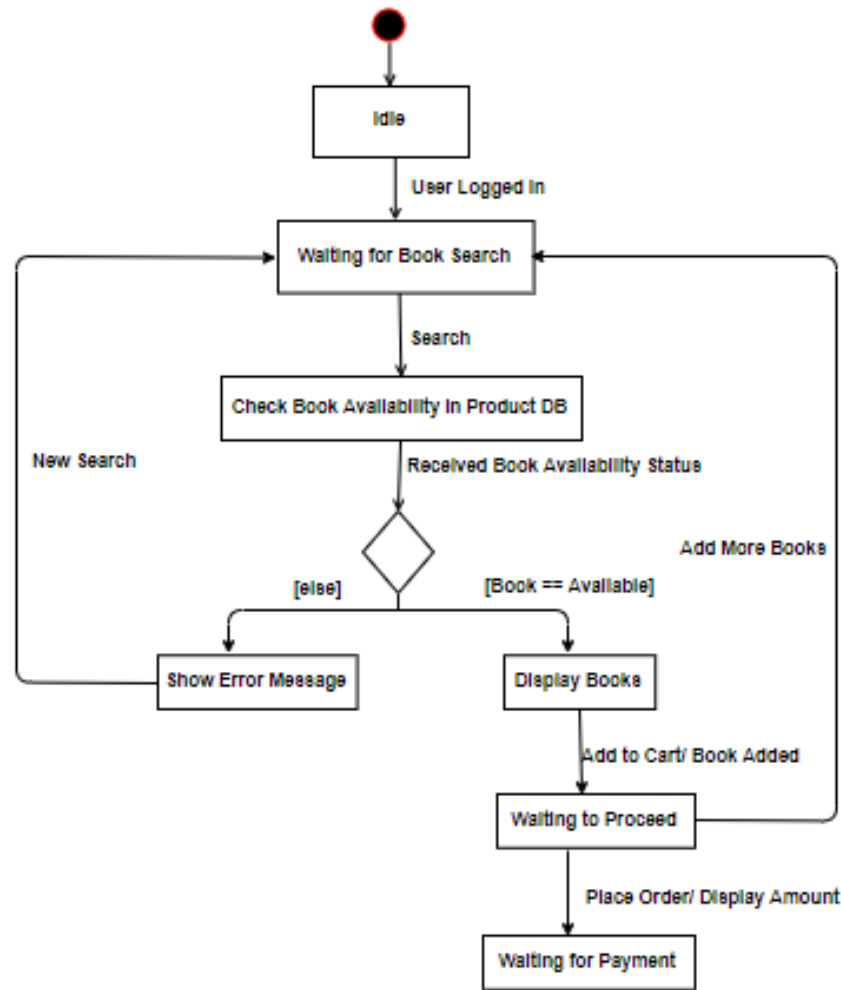 Idle
User Logged In
Waiting for Book Search
Search
Check Book Availability in Product DB
Received Book Availability Status
New Search
Add More Books
[else]
[Book == Available]
Show Error Message
Display Books
Add to Cart/ Book Added
Waiting to Proceed
Place Order/ Display Amount
Waiting for Payment